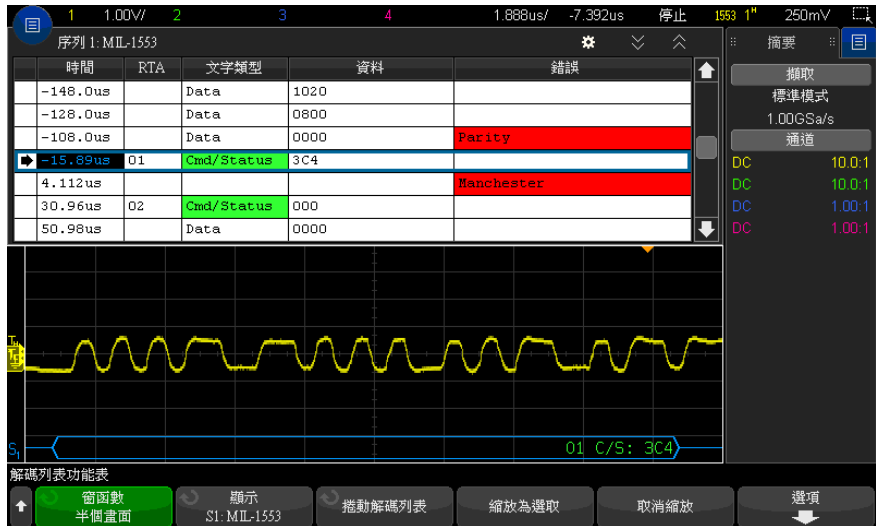 1 1.00V/ 2 3 4 1.888us/ -7.392us 停止 1553 1ᴴ 250mV
序列 1: MIL-1553
摘要
時間 RTA 文字類型 資料 錯誤
-148.0us Data 1020
-128.0us Data 0800
-108.0us Data 0000 Parity
-15.89us 01 Cmd/Status 3C4
4.112us Manchester
30.96us 02 Cmd/Status 000
50.98us Data 0000
擷取
標準模式
1.00GSa/s
通道
DC 10.0:1
DC 10.0:1
DC 1.00:1
DC 1.00:1
S1 01 C/S: 3C4
解碼列表功能表
窗函數
半個畫面
顯示
S1: MIL-1553
捲動解碼列表
縮放為選取
取消縮放
選項